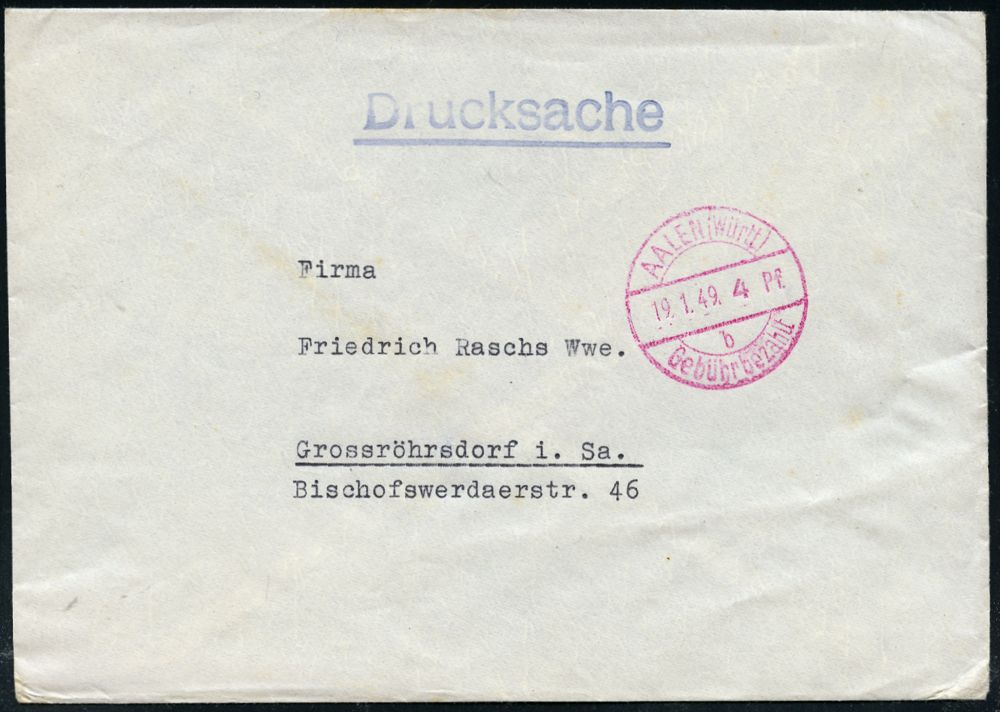 Drucksache
AALEN (Württ)
19.1.49. 4 Pf.
b
Gebühr bezahlt
Firma
Friedrich Raschs Wwe.
Grossröhrsdorf i. Sa.
Bischofswerdaerstr. 46